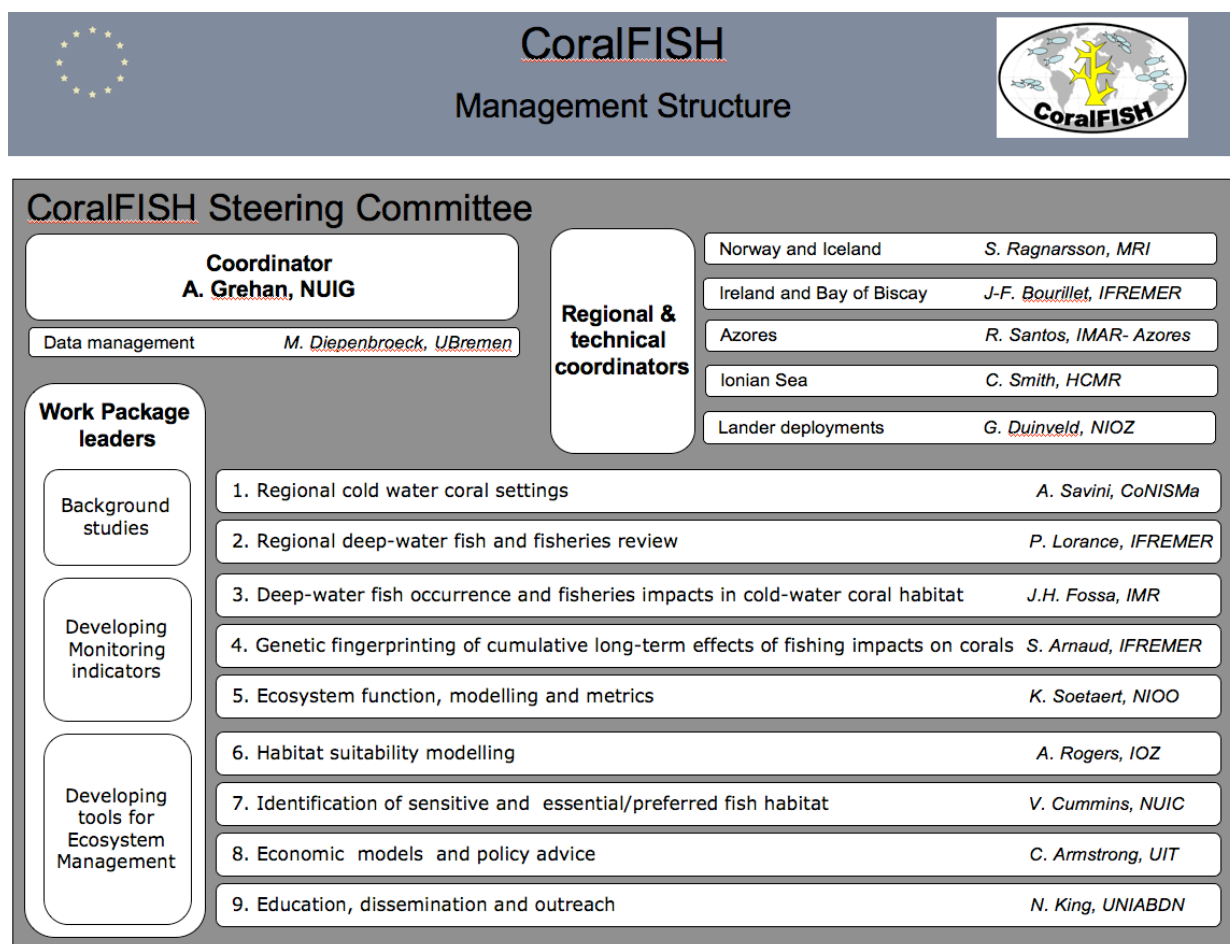 CoralFISH
Management Structure
CoralFISH
CoralFISH Steering Committee
Coordinator
A. Grehan, NUIG
Data management M. Diepenbroeck, UBremen
Regional &
technical
coordinators
Norway and Iceland S. Ragnarsson, MRI
Ireland and Bay of Biscay J-F. Bourillet, IFREMER
Azores R. Santos, IMAR- Azores
Ionian Sea C. Smith, HCMR
Lander deployments G. Duinveld, NIOZ
Work Package
leaders
Background
studies
1. Regional cold water coral settings A. Savini, CoNISMa
2. Regional deep-water fish and fisheries review P. Lorance, IFREMER
Developing
Monitoring
indicators
3. Deep-water fish occurrence and fisheries impacts in cold-water coral habitat J.H. Fossa, IMR
4. Genetic fingerprinting of cumulative long-term effects of fishing impacts on corals S. Arnaud, IFREMER
5. Ecosystem function, modelling and metrics K. Soetaert, NIOO
Developing
tools for
Ecosystem
Management
6. Habitat suitability modelling A. Rogers, IOZ
7. Identification of sensitive and essential/preferred fish habitat V. Cummins, NUIC
8. Economic models and policy advice C. Armstrong, UIT
9. Education, dissemination and outreach N. King, UNIABDN